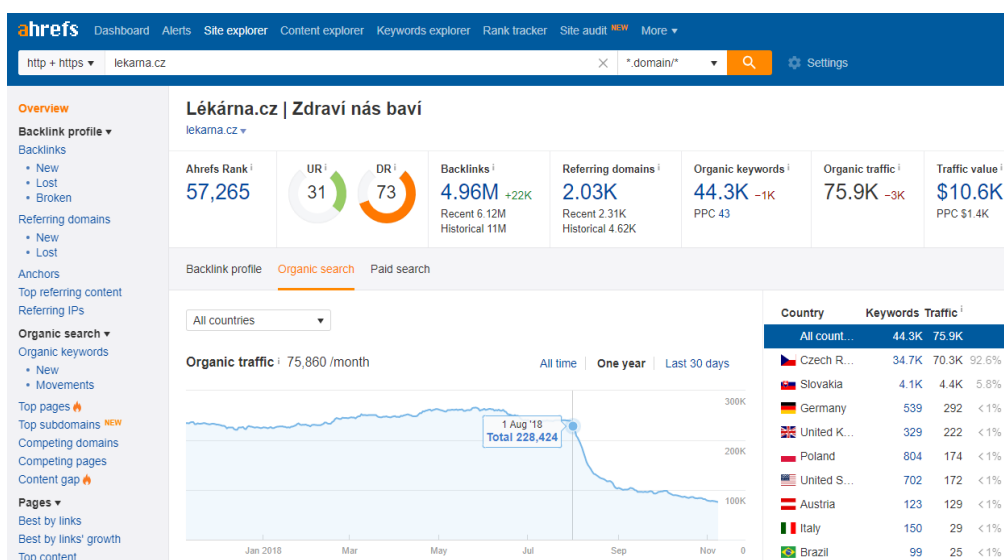 ahrefs Dashboard Alerts Site explorer Content explorer Keywords explorer Rank tracker Site audit NEW More ▾
http + https ▾ lekarna.cz × *.domain/* ▾ Settings
Overview
Backlink profile ▾
Backlinks
• New
• Lost
• Broken
Referring domains
• New
• Lost
Anchors
Top referring content
Referring IPs
Organic search ▾
Organic keywords
• New
• Movements
Top pages
Top subdomains NEW
Competing domains
Competing pages
Content gap
Pages ▾
Best by links
Best by links' growth
Top content
Lékárna.cz | Zdraví nás baví
lekarna.cz ▾
Ahrefs Rank i
57,265
UR i
31
DR i
73
Backlinks i
4.96M +22K
Recent 6.12M
Historical 11M
Referring domains i
2.03K
Recent 2.31K
Historical 4.62K
Organic keywords i
44.3K -1K
PPC 43
Organic traffic i
75.9K -3K
Traffic value i
$10.6K
PPC $1.4K
Backlink profile Organic search Paid search
All countries ▾
Organic traffic i 75,860 /month
All time One year Last 30 days
300K
200K
100K
0
1 Aug '18
Total 228,424
Jan 2018 Mar May Jul Sep Nov
Country Keywords Traffic i
All count... 44.3K 75.9K
Czech R... 34.7K 70.3K 92.6%
Slovakia 4.1K 4.4K 5.8%
Germany 539 292 <1%
United K... 329 222 <1%
Poland 804 174 <1%
United S... 702 172 <1%
Austria 123 129 <1%
Italy 150 29 <1%
Brazil 99 25 <1%